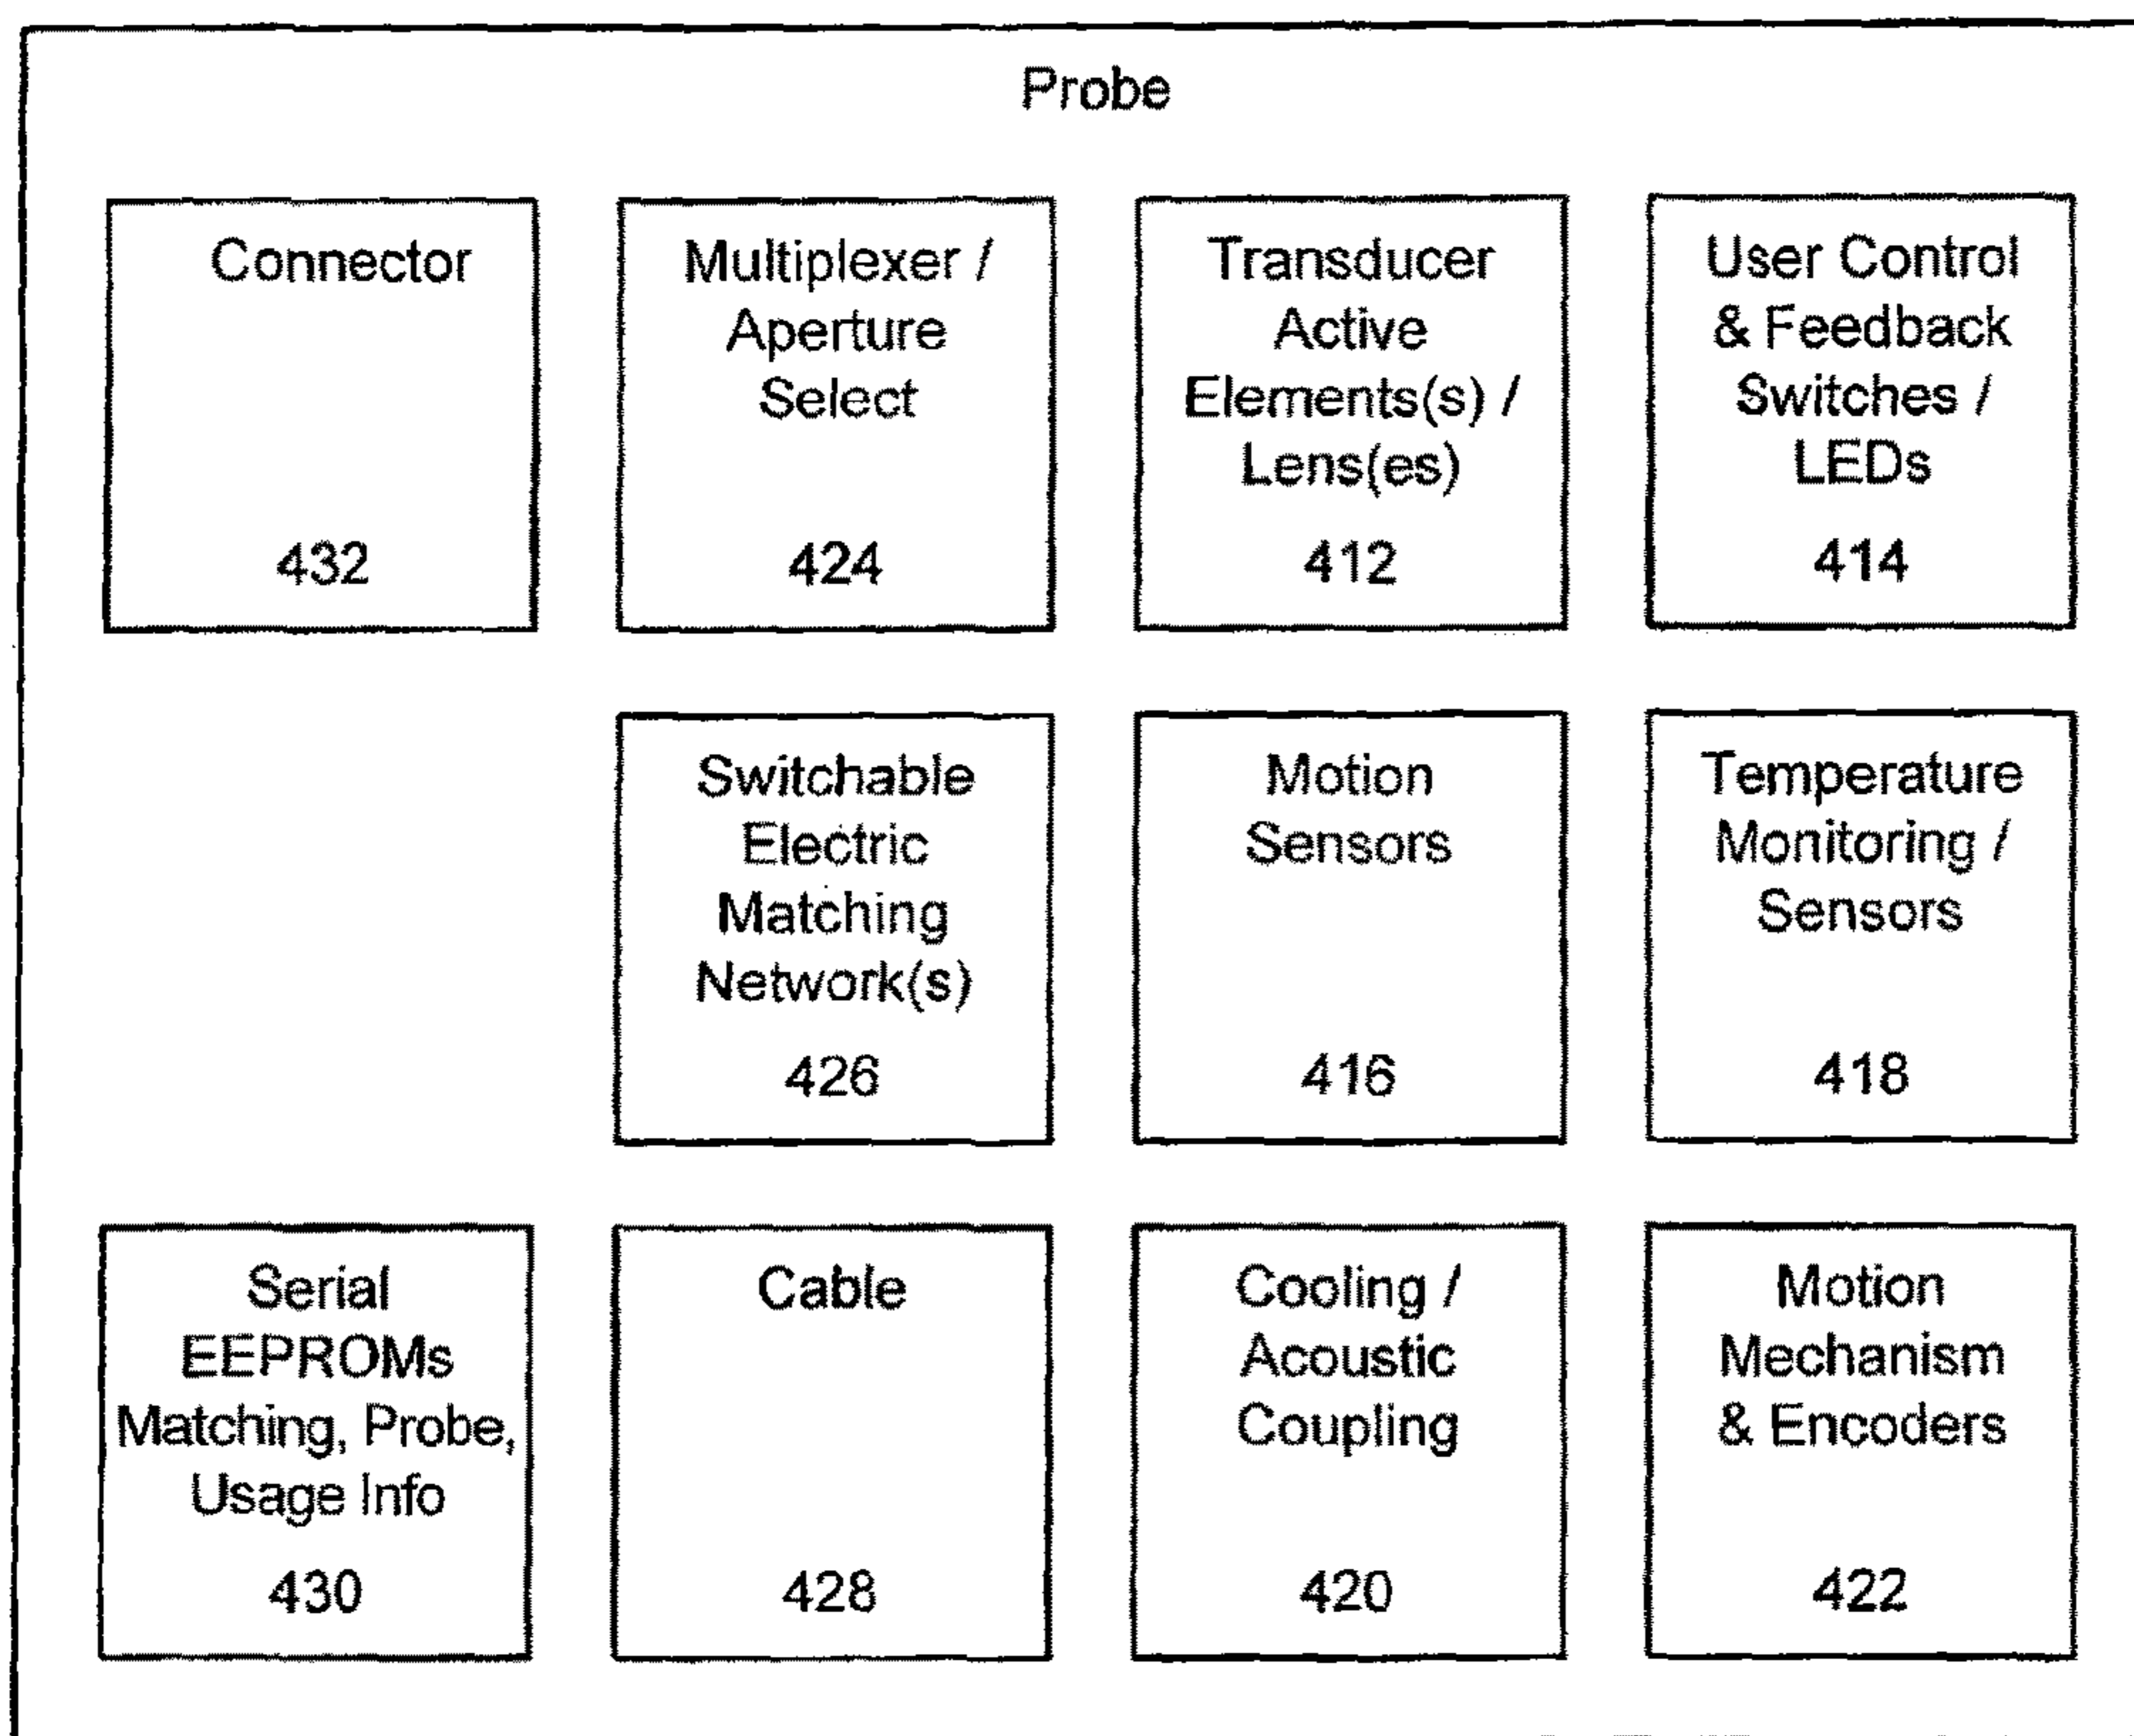 Probe
Connector
432
Multiplexer /
Aperture
Select
424
Transducer
Active
Elements(s) /
Lens(es)
412
User Control
& Feedback
Switches /
LEDs
414
Switchable
Electric
Matching
Network(s)
426
Motion
Sensors
416
Temperature
Monitoring /
Sensors
418
Serial
EEPROMs
Matching, Probe,
Usage Info
430
Cable
428
Cooling /
Acoustic
Coupling
420
Motion
Mechanism
& Encoders
422